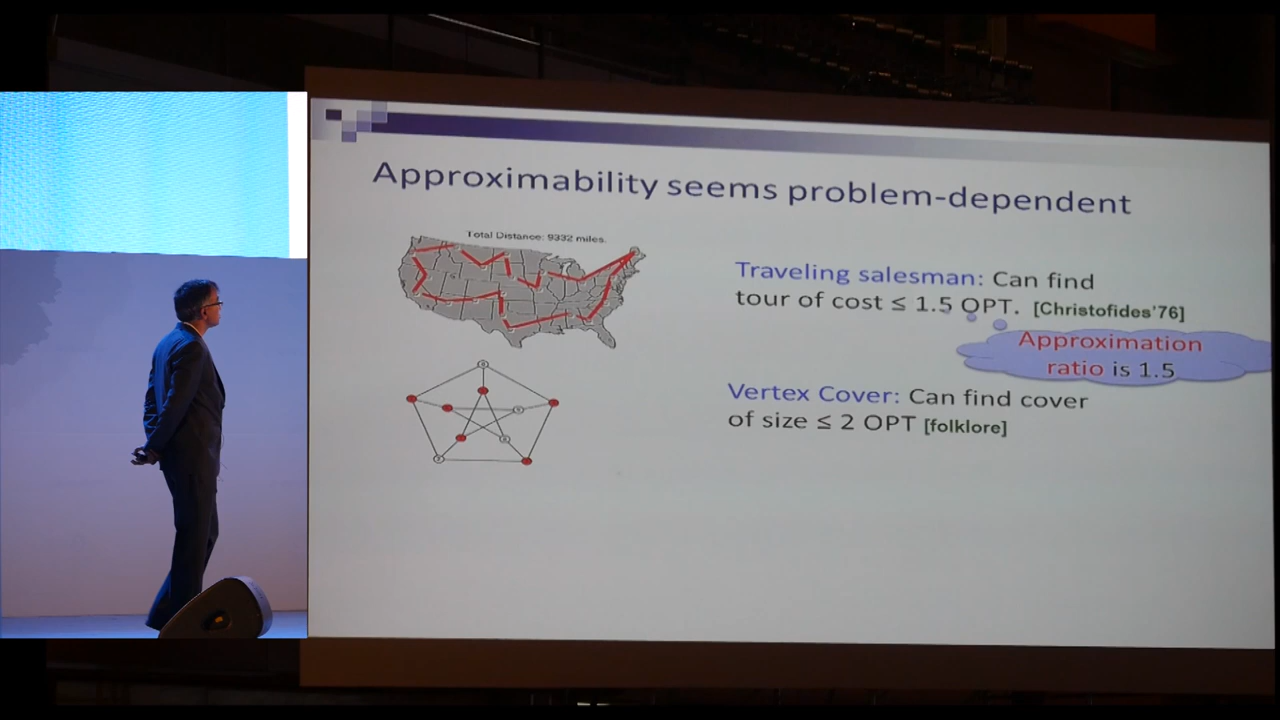 Approximability seems problem-dependent
Total Distance: 9332 miles.
Traveling salesman: Can find
tour of cost ≤ 1.5 OPT. [Christofides'76]
Approximation
ratio is 1.5
Vertex Cover: Can find cover
of size ≤ 2 OPT [folklore]